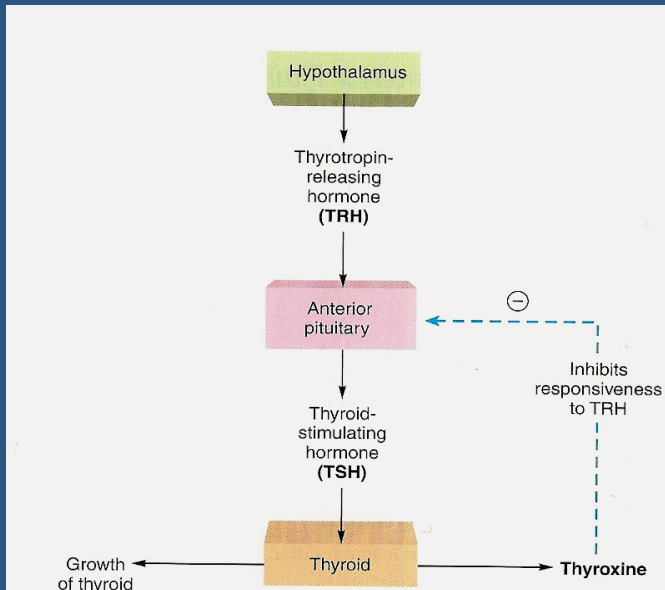 Hypothalamus
Thyrotropin-
releasing
hormone
(TRH)
Anterior
pituitary
−
Inhibits
responsiveness
to TRH
Thyroid-
stimulating
hormone
(TSH)
Growth
of thyroid
Thyroid
Thyroxine